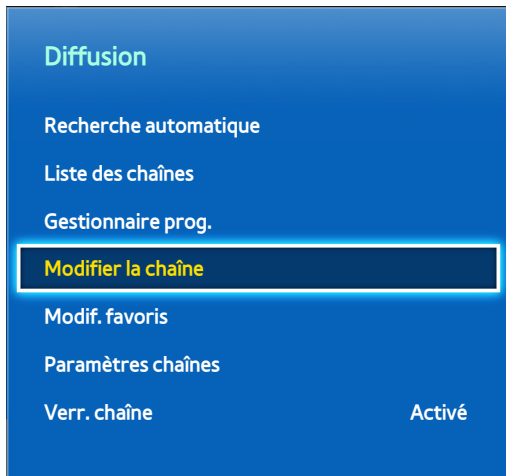 Diffusion
Recherche automatique
Liste des chaînes
Gestionnaire prog.
Modifier la chaîne
Modif. favoris
Paramètres chaînes
Verr. chaîne Activé